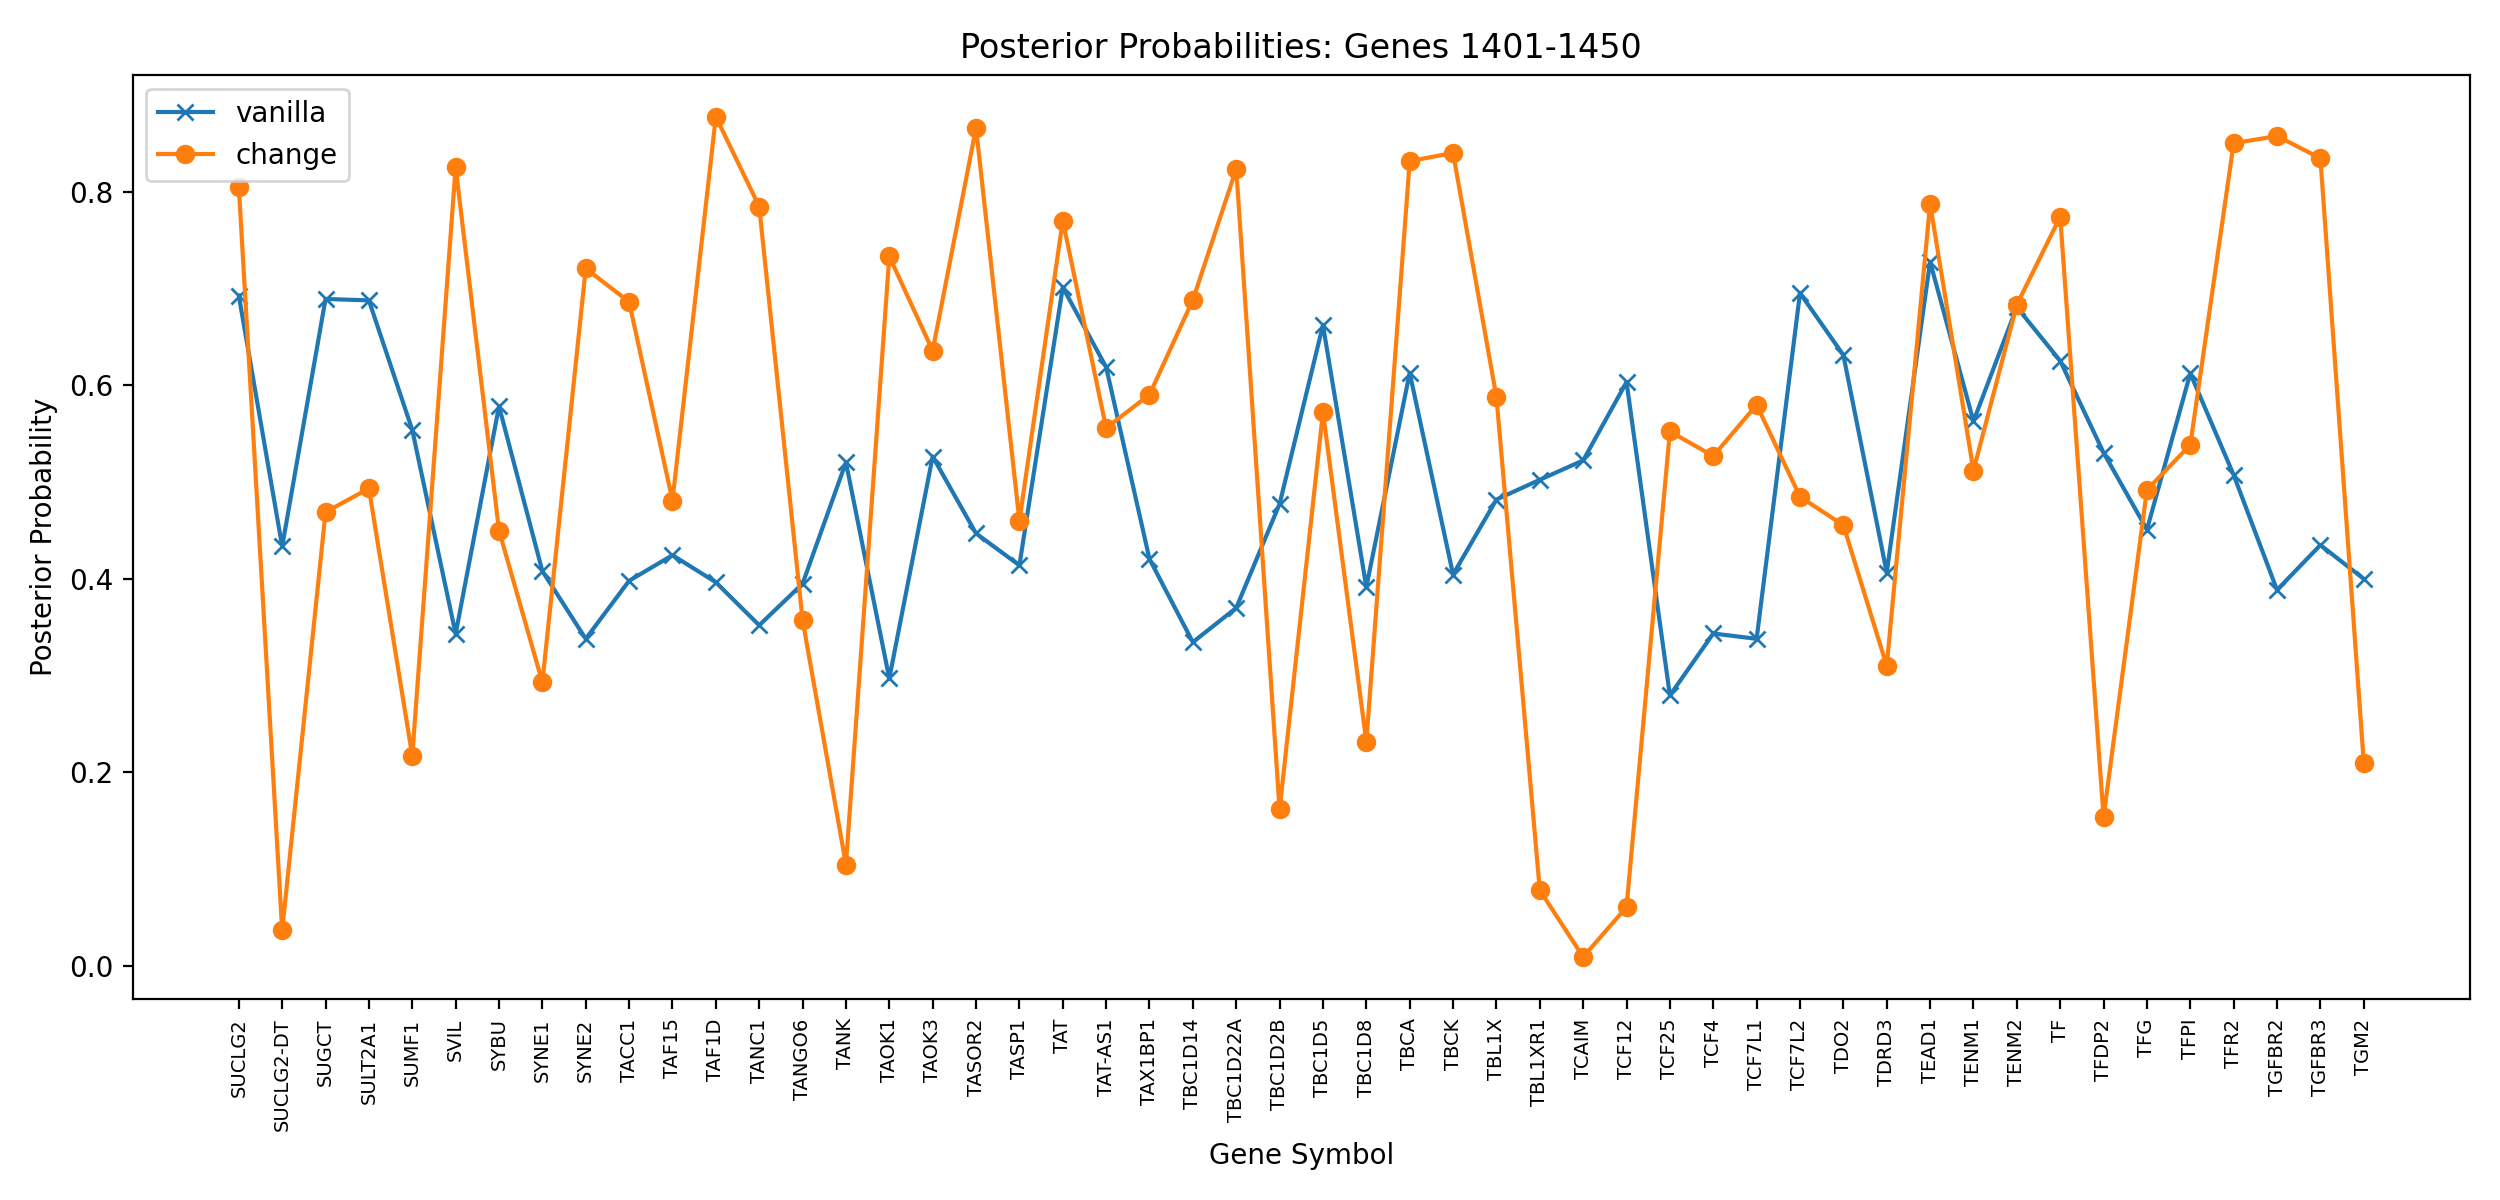 Posterior Probabilities: Genes 1401-1450
vanilla
change
Posterior Probability
0.8
0.6
0.4
0.2
0.0
SUCLG2
SUCLG2-DT
SUGCT
SULT2A1
SUMF1
SVIL
SYBU
SYNE1
SYNE2
TACC1
TAF15
TAF1D
TANC1
TANGO6
TANK
TAOK1
TAOK3
TASOR2
TASP1
TAT
TAT-AS1
TAX1BP1
TBC1D14
TBC1D22A
TBC1D2B
TBC1D5
TBC1D8
TBCA
TBCK
TBL1X
TBL1XR1
TCAIM
TCF12
TCF25
TCF4
TCF7L1
TCF7L2
TDO2
TDRD3
TEAD1
TENM1
TENM2
TF
TFDP2
TFG
TFPI
TFR2
TGFBR2
TGFBR3
TGM2
Gene Symbol